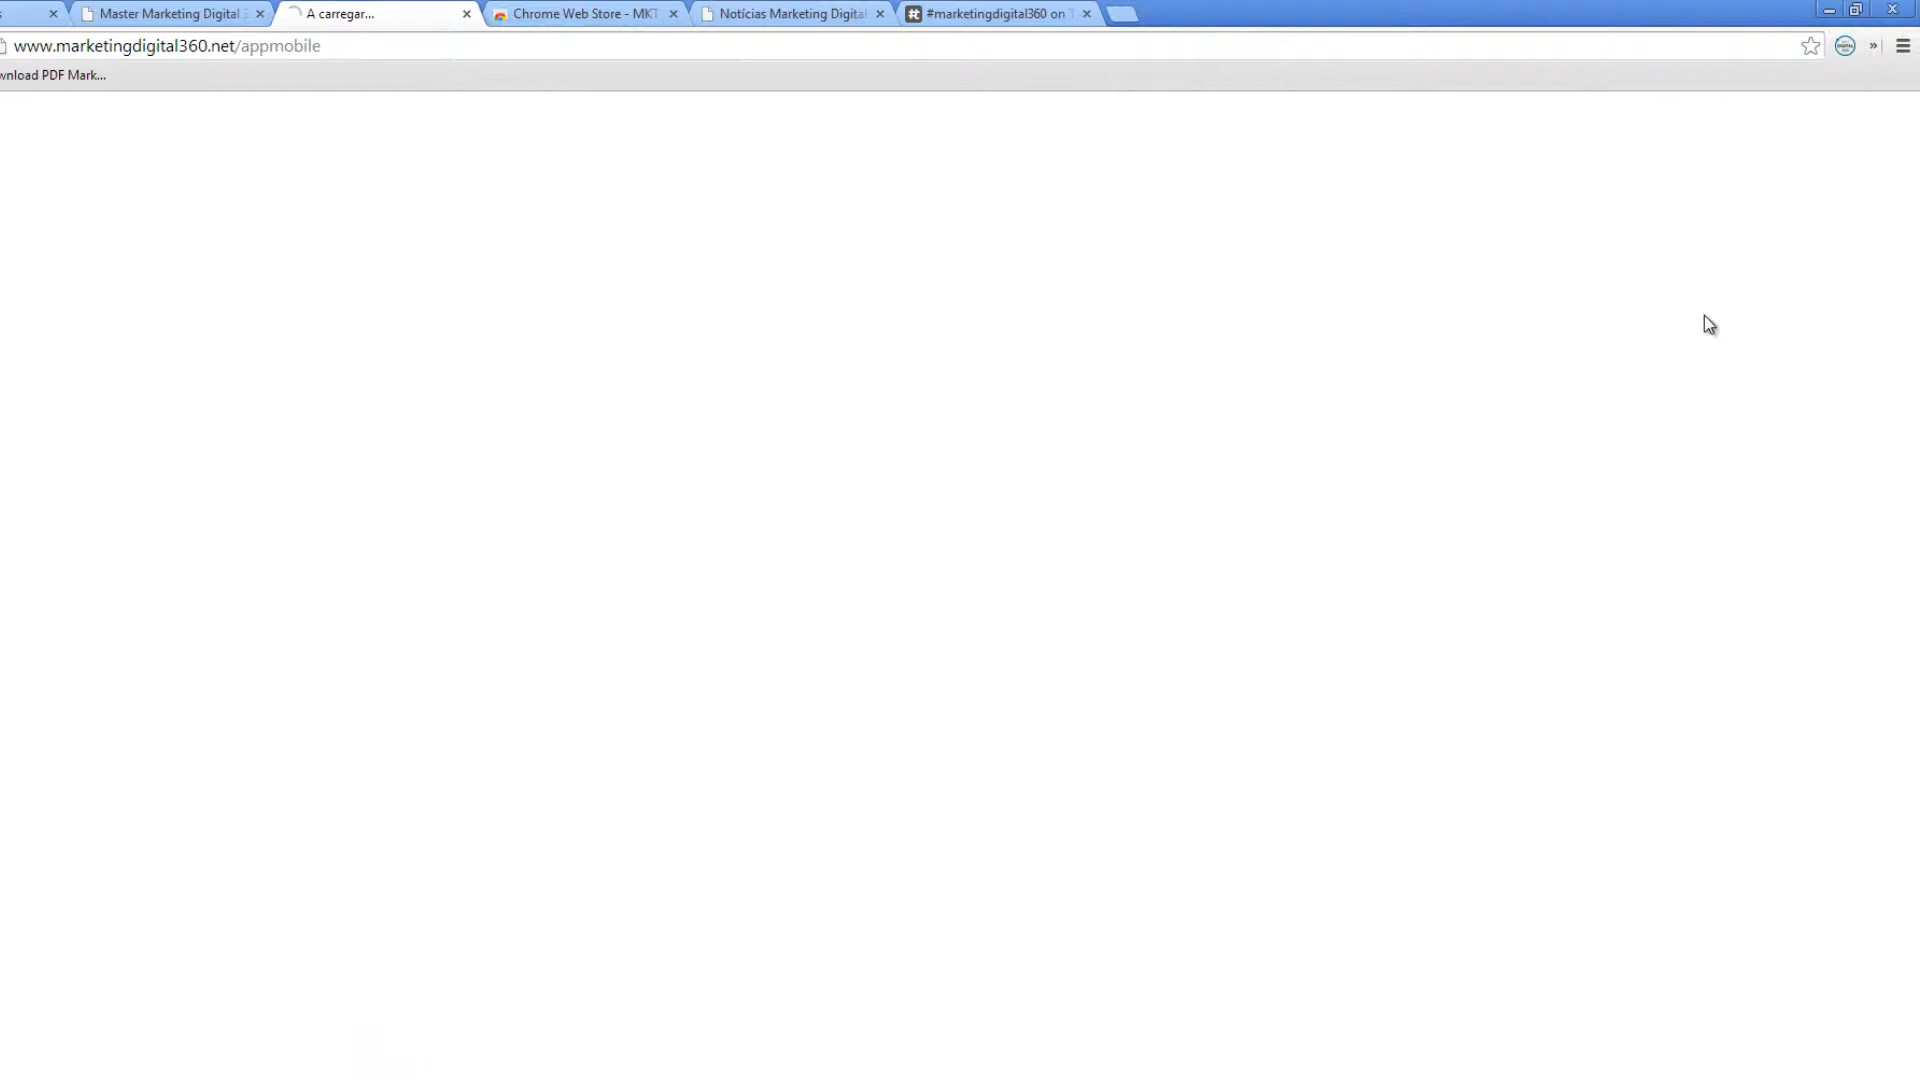 Master Marketing Digital
A carregar...
Chrome Web Store - MKT
Notícias Marketing Digital
#marketingdigital360 on T
www.marketingdigital360.net/appmobile
wnload PDF Mark...